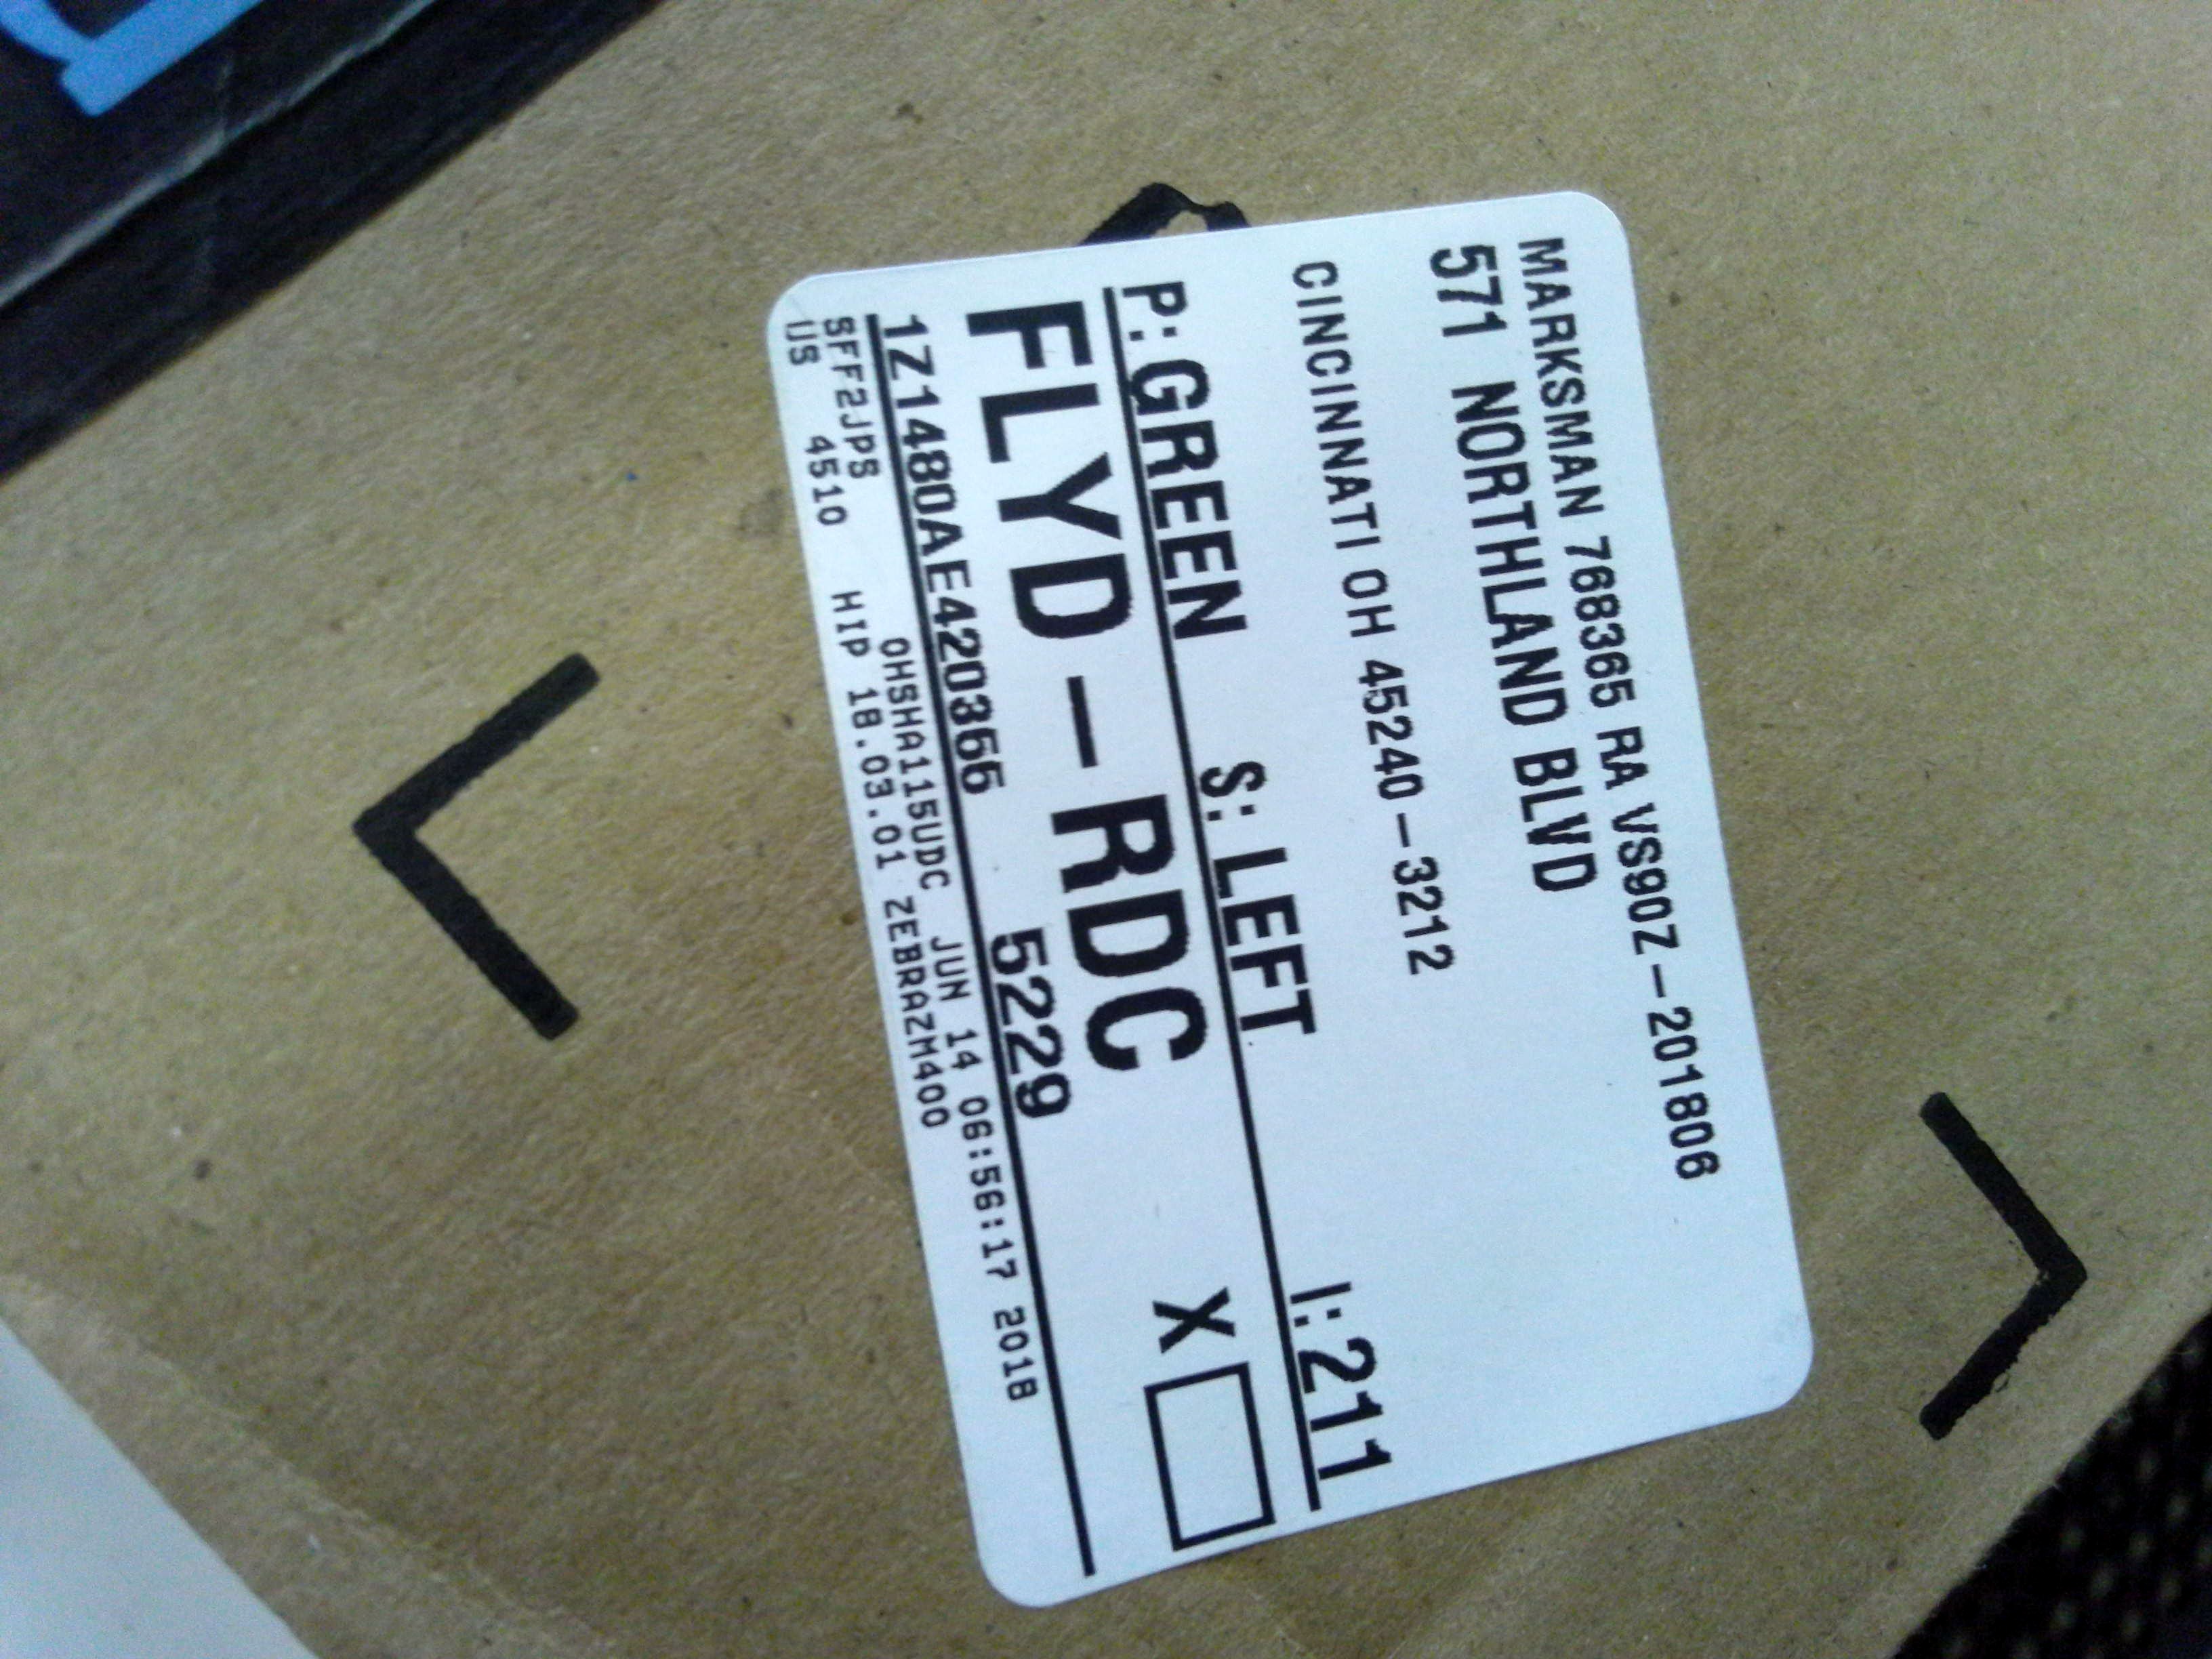 MARKSMAN 768365 RA VS90Z-201806
571 NORTHLAND BLVD
CINCINNATI OH 45240-3212
P: GREEN S: LEFT I: 211
FLYD-RDC X
1Z1480AE420366 5229
SFF2JPS OHSHA115UDC JUN 14 06:56:17 2018
US 4510 HIP 18.03.01 ZEBRAZM400